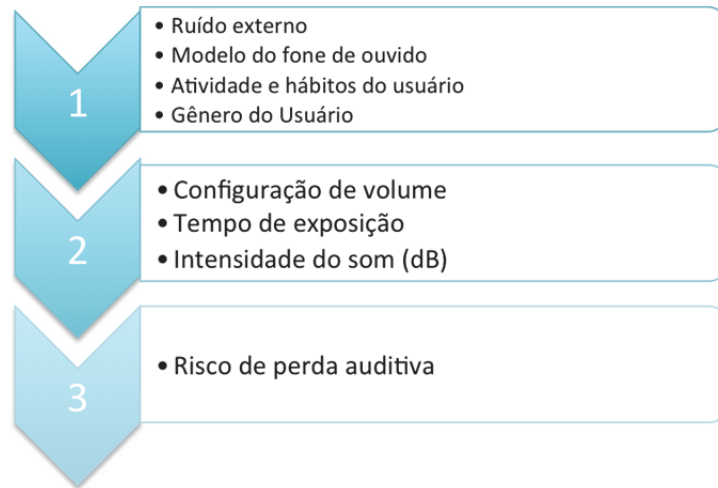 1
• Ruído externo
• Modelo do fone de ouvido
• Atividade e hábitos do usuário
• Gênero do Usuário
2
• Configuração de volume
• Tempo de exposição
• Intensidade do som (dB)
3
• Risco de perda auditiva